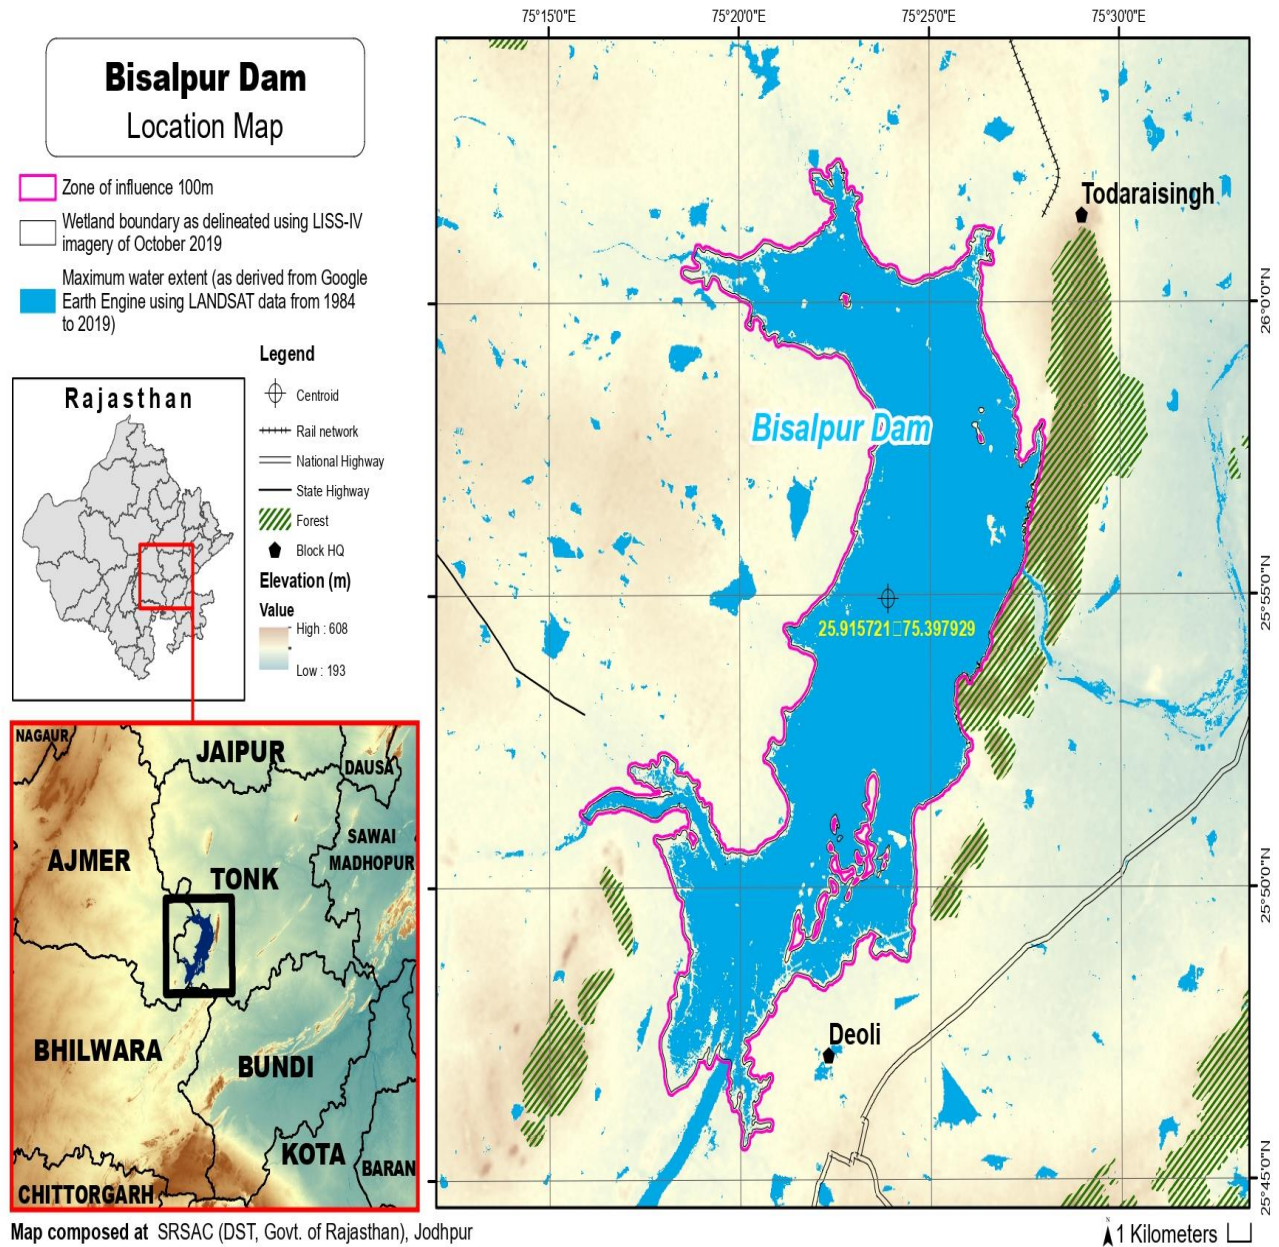 Bisalpur Dam
Location Map
Zone of influence 100m
Wetland boundary as delineated using LISS-IV
imagery of October 2019
Maximum water extent (as derived from Google
Earth Engine using LANDSAT data from 1984
to 2019)
Legend
Centroid
Rail network
National Highway
State Highway
Forest
Block HQ
Elevation (m)
Value
High : 608
Low : 193
Rajasthan
NAGAUR
JAIPUR
DAUSA
AJMER
SAWAI
MADHOPUR
TONK
BHILWARA
BUNDI
KOTA
BARAN
CHITTORGARH
75°15'0"E
75°20'0"E
75°25'0"E
75°30'0"E
Todaraisingh
26°0'0"N
Bisalpur Dam
25°55'0"N
25.915721□75.397929
25°50'0"N
Deoli
25°45'0"N
Map composed at SRSAC (DST, Govt. of Rajasthan), Jodhpur
N
1 Kilometers